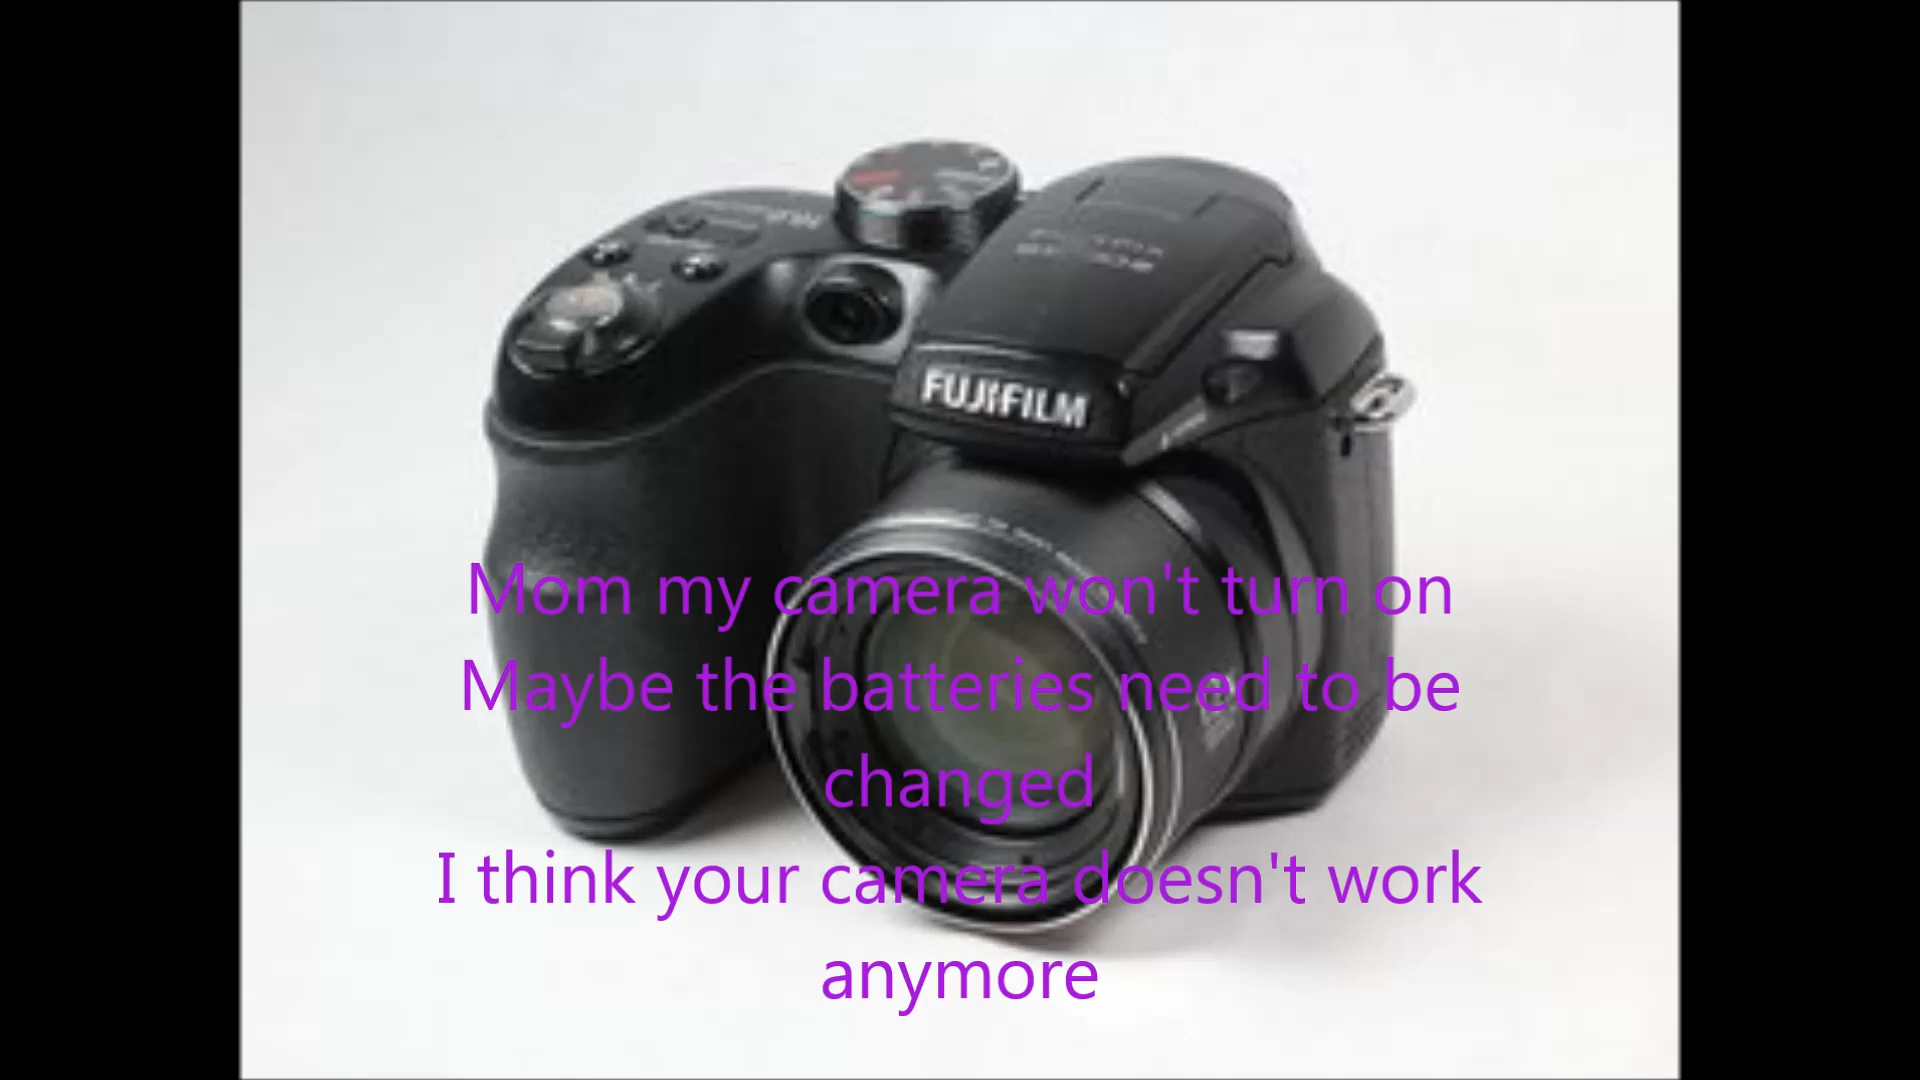 FUJIFILM
Mom my camera won't turn on
Maybe the batteries need to be
changed
I think your camera doesn't work
anymore